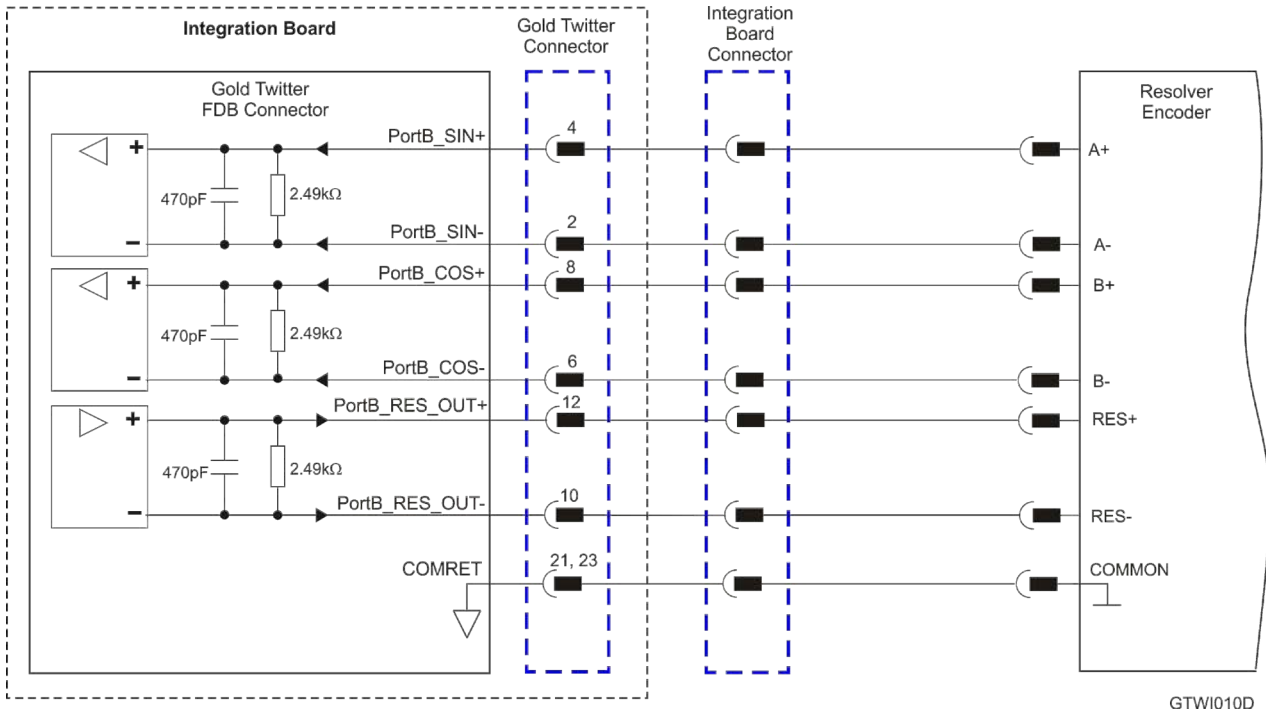 Integration Board
Gold Twitter
Connector
Integration
Board
Connector
Gold Twitter
FDB Connector
Resolver
Encoder
PortB_SIN+
4
A+
+
470pF
2.49kΩ
PortB_SIN-
2
A-
-
PortB_COS+
8
B+
+
470pF
2.49kΩ
PortB_COS-
6
B-
-
PortB_RES_OUT+
12
RES+
+
470pF
2.49kΩ
PortB_RES_OUT-
10
RES-
-
COMRET
21, 23
COMMON
GTWI010D